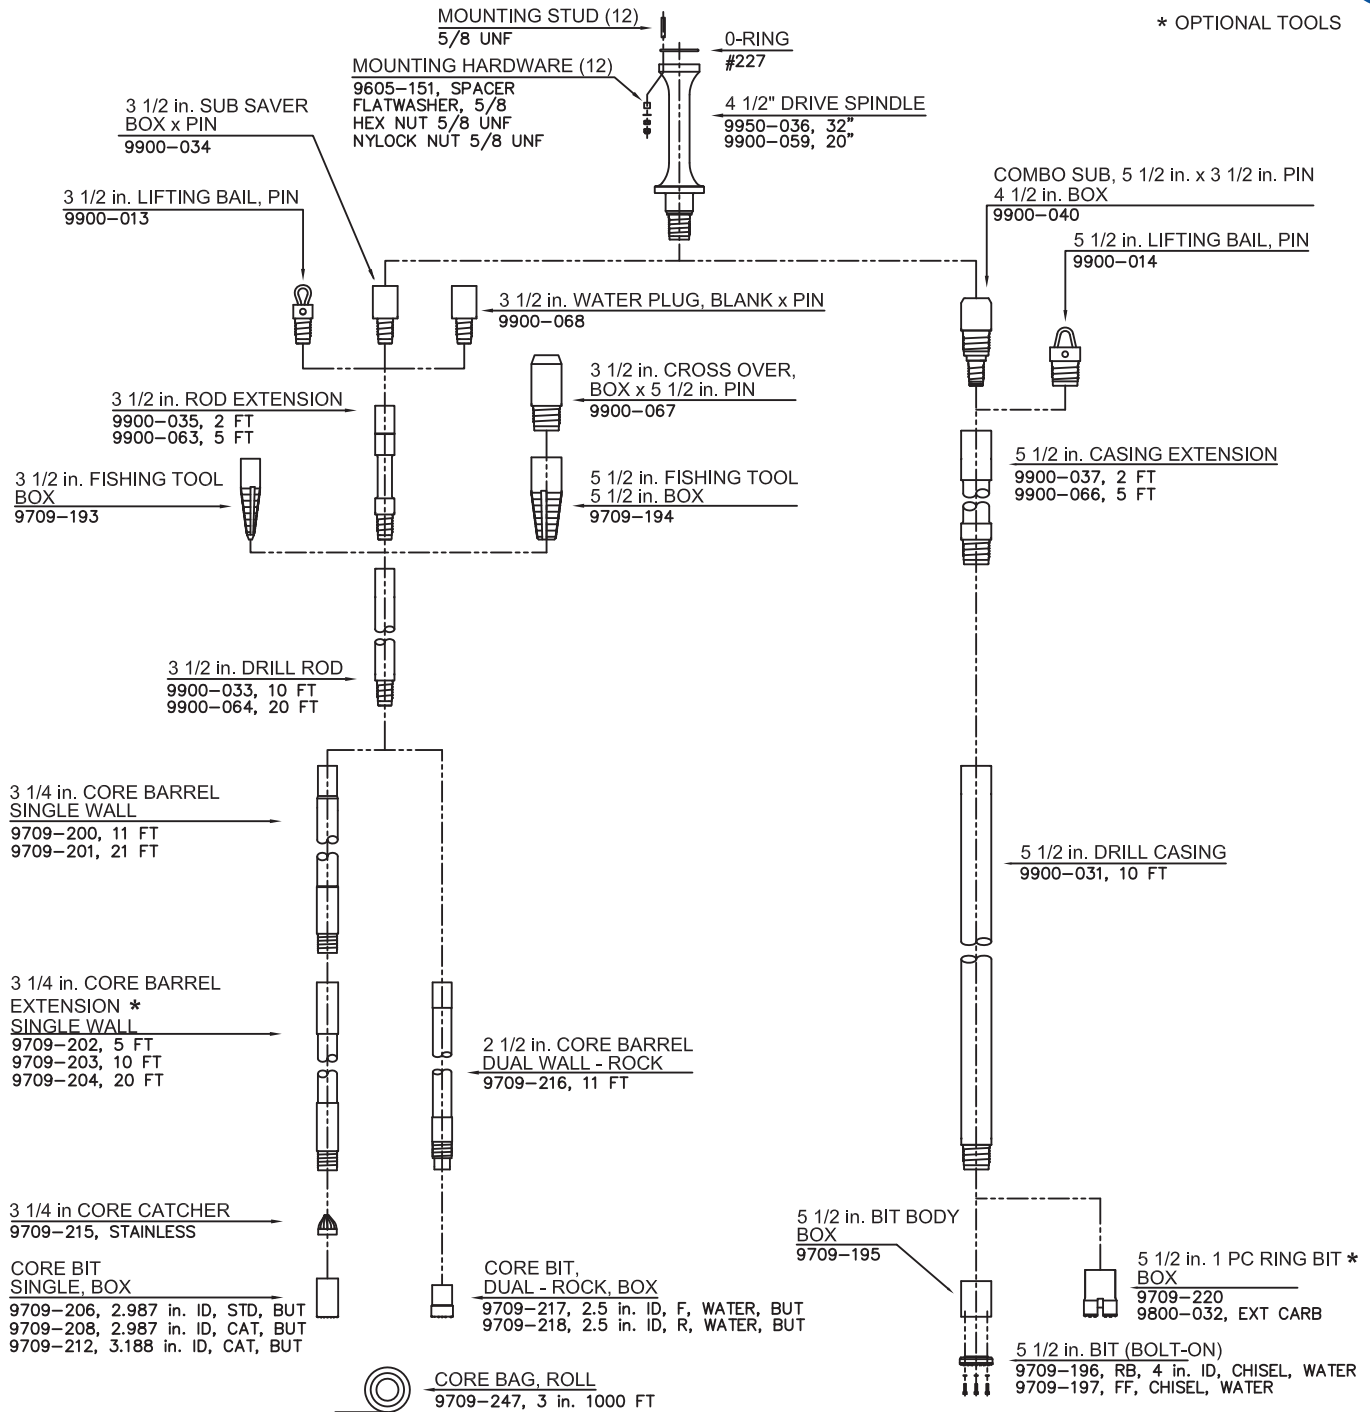 * OPTIONAL TOOLS
MOUNTING STUD (12)
5/8 UNF
0-RING
#227
MOUNTING HARDWARE (12)
9605-151, SPACER
FLATWASHER, 5/8
HEX NUT 5/8 UNF
NYLOCK NUT 5/8 UNF
4 1/2" DRIVE SPINDLE
9950-036, 32"
9900-059, 20"
3 1/2 in. SUB SAVER
BOX x PIN
9900-034
3 1/2 in. LIFTING BAIL, PIN
9900-013
COMBO SUB, 5 1/2 in. x 3 1/2 in. PIN
4 1/2 in. BOX
9900-040
5 1/2 in. LIFTING BAIL, PIN
9900-014
3 1/2 in. WATER PLUG, BLANK x PIN
9900-068
3 1/2 in. CROSS OVER,
BOX x 5 1/2 in. PIN
9900-067
3 1/2 in. ROD EXTENSION
9900-035, 2 FT
9900-063, 5 FT
5 1/2 in. CASING EXTENSION
9900-037, 2 FT
9900-066, 5 FT
3 1/2 in. FISHING TOOL
BOX
9709-193
5 1/2 in. FISHING TOOL
5 1/2 in. BOX
9709-194
3 1/2 in. DRILL ROD
9900-033, 10 FT
9900-064, 20 FT
3 1/4 in. CORE BARREL
SINGLE WALL
9709-200, 11 FT
9709-201, 21 FT
5 1/2 in. DRILL CASING
9900-031, 10 FT
3 1/4 in. CORE BARREL
EXTENSION *
SINGLE WALL
9709-202, 5 FT
9709-203, 10 FT
9709-204, 20 FT
2 1/2 in. CORE BARREL
DUAL WALL - ROCK
9709-216, 11 FT
3 1/4 in CORE CATCHER
9709-215, STAINLESS
5 1/2 in. BIT BODY
BOX
9709-195
5 1/2 in. 1 PC RING BIT *
BOX
9709-220
9800-032, EXT CARB
CORE BIT
SINGLE, BOX
9709-206, 2.987 in. ID, STD, BUT
9709-208, 2.987 in. ID, CAT, BUT
9709-212, 3.188 in. ID, CAT, BUT
CORE BIT,
DUAL - ROCK, BOX
9709-217, 2.5 in. ID, F, WATER, BUT
9709-218, 2.5 in. ID, R, WATER, BUT
5 1/2 in. BIT (BOLT-ON)
9709-196, RB, 4 in. ID, CHISEL, WATER
9709-197, FF, CHISEL, WATER
CORE BAG, ROLL
9709-247, 3 in. 1000 FT